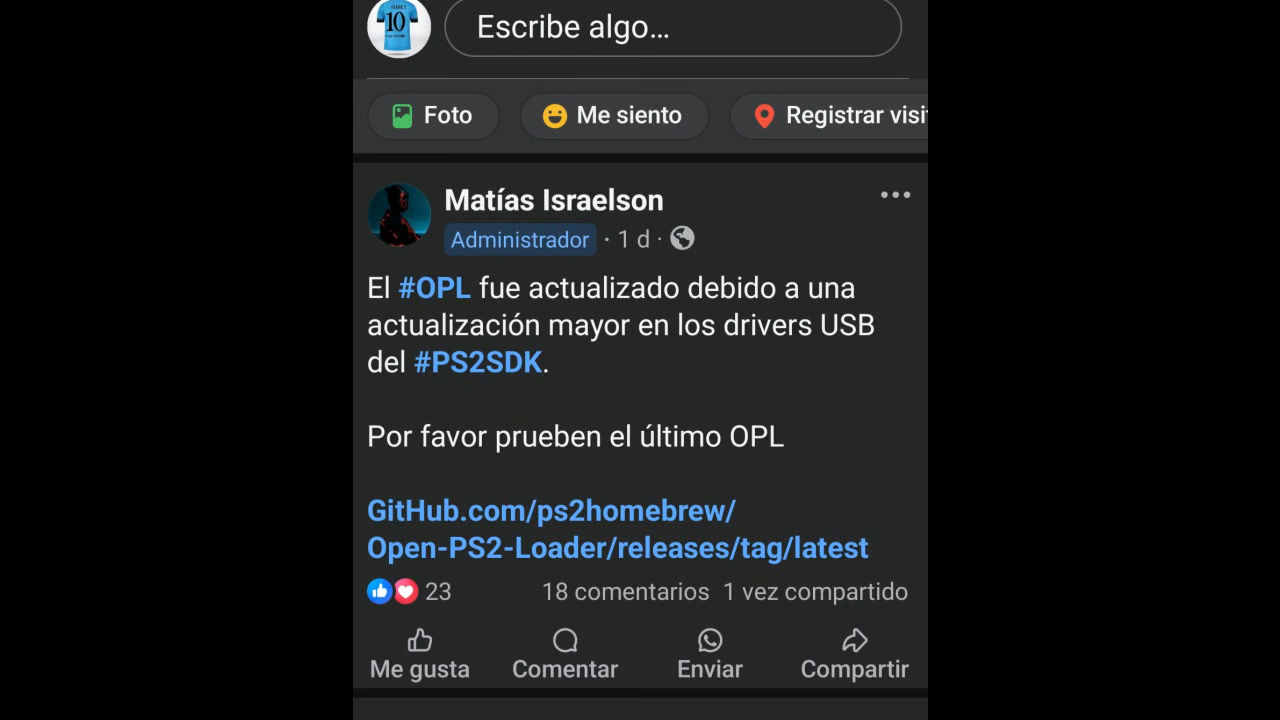 10
Escribe algo...
Foto
Me siento
Registrar visi
Matías Israelson
Administrador · 1 d ·
El #OPL fue actualizado debido a una
actualización mayor en los drivers USB
del #PS2SDK.
Por favor prueben el último OPL
GitHub.com/ps2homebrew/
Open-PS2-Loader/releases/tag/latest
23 18 comentarios 1 vez compartido
Me gusta Comentar Enviar Compartir